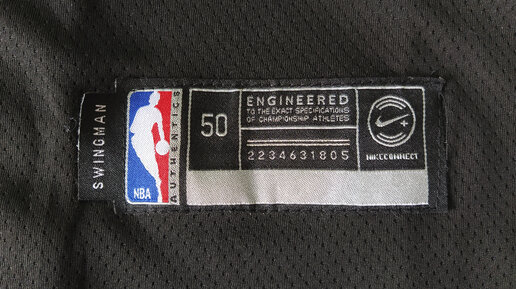 SWINGMAN
NBA
AUTHENTICS
50
ENGINEERED
TO THE EXACT SPECIFICATIONS
OF CHAMPIONSHIP ATHLETES
2234631805
NIKECONNECT